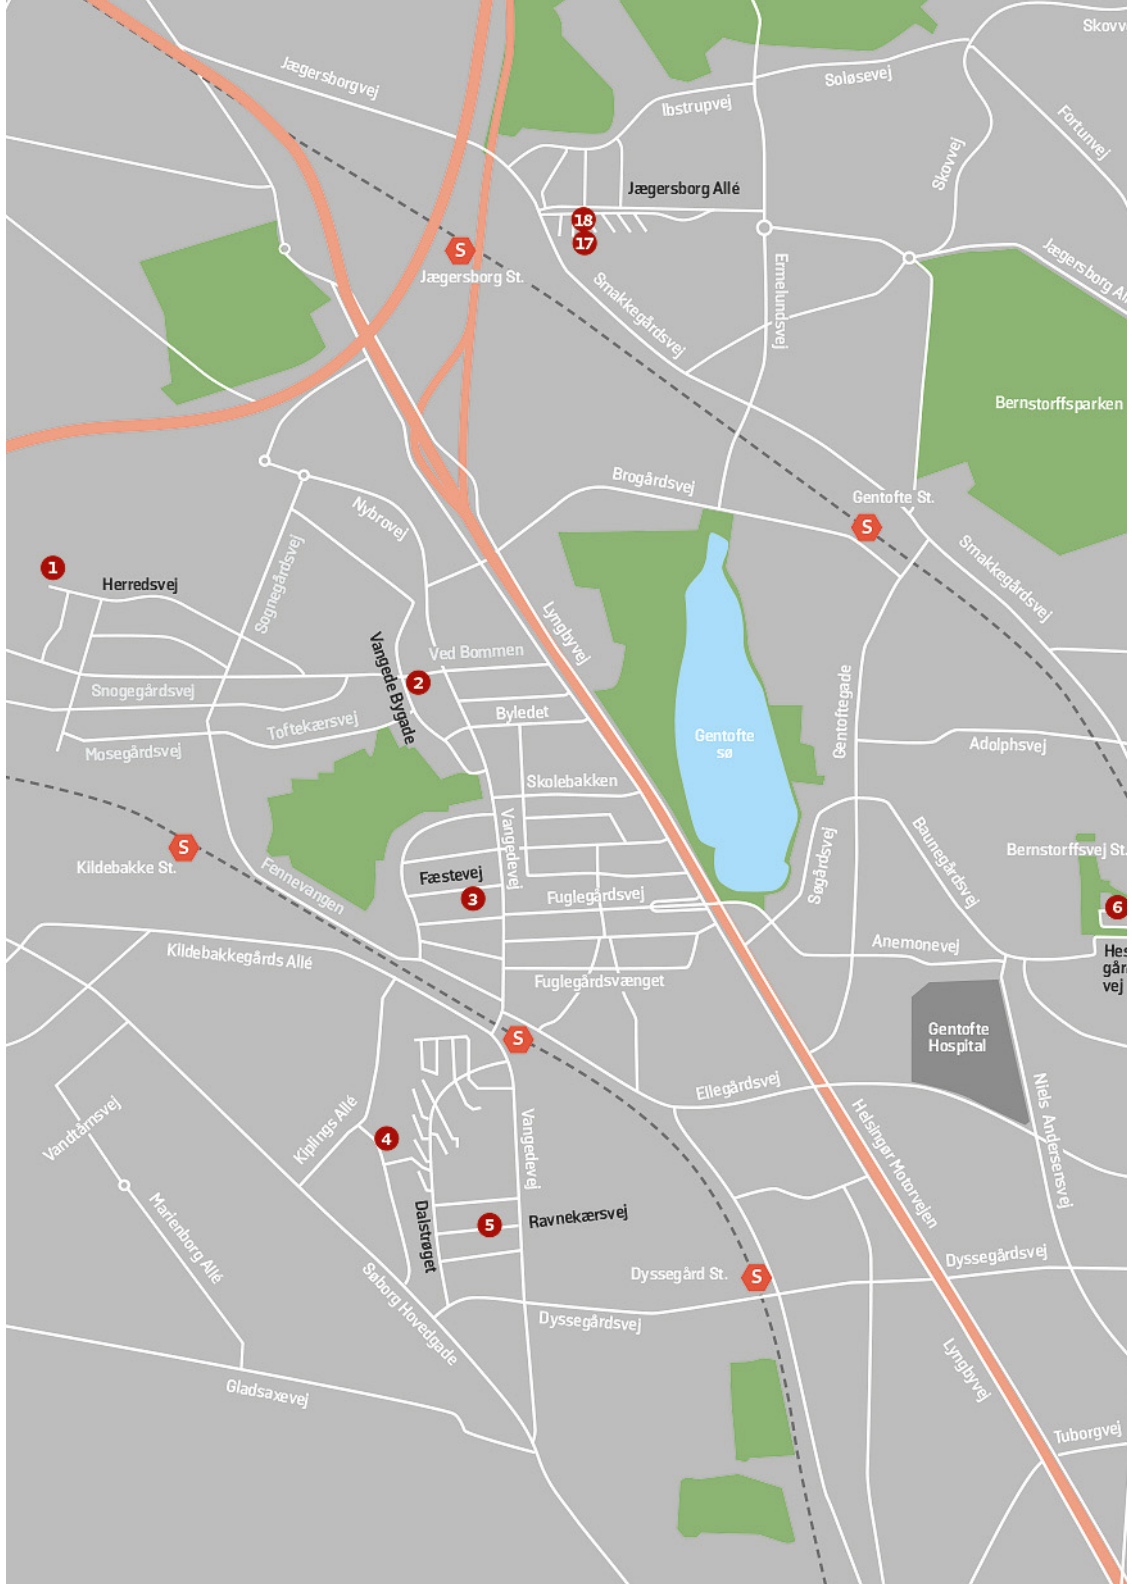 Skovv
Jægersborgvej
Soløsevej
Ibstrupvej
Fortunvej
Skovvej
Jægersborg Allé
18
17
S
Jægersborg St.
Jægersborg Al
Smakkegårdsvej
Ermelundsvej
Bernstorffsparken
Brogårdsvej
Gentofte St.
S
Nybrovej
Smakkegårdsvej
Sognegårdsvej
1
Herredsvej
Lyngbyvej
Vangede Bygade
Ved Bommen
2
Snogegårdsvej
Byledet
Toftekærsvej
Mosegårdsvej
Gentofte
sø
Gentoftegade
Adolphsvej
Skolebakken
Vangedevej
S
Kildebakke St.
Fennevangen
Fæstevej
3
Fuglegårdsvej
Søgårdsvej
Baunegårdsvej
Bernstorffsvej St.
6
Anemonevej
Hes
går
vej
Kildebakkegårds Allé
Fuglegårdsvænget
S
Gentofte
Hospital
Ellegårdsvej
Niels Andersensvej
Vandtårnsvej
Kiplings Allé
4
Vangedevej
Helsingør Motorvejen
Marienborg Allé
Dalstrøget
5
Ravnekærsvej
Søborg Hovedgade
Dyssegård St.
S
Dyssegårdsvej
Dyssegårdsvej
Lyngbyvej
Gladsaxevej
Tuborgvej